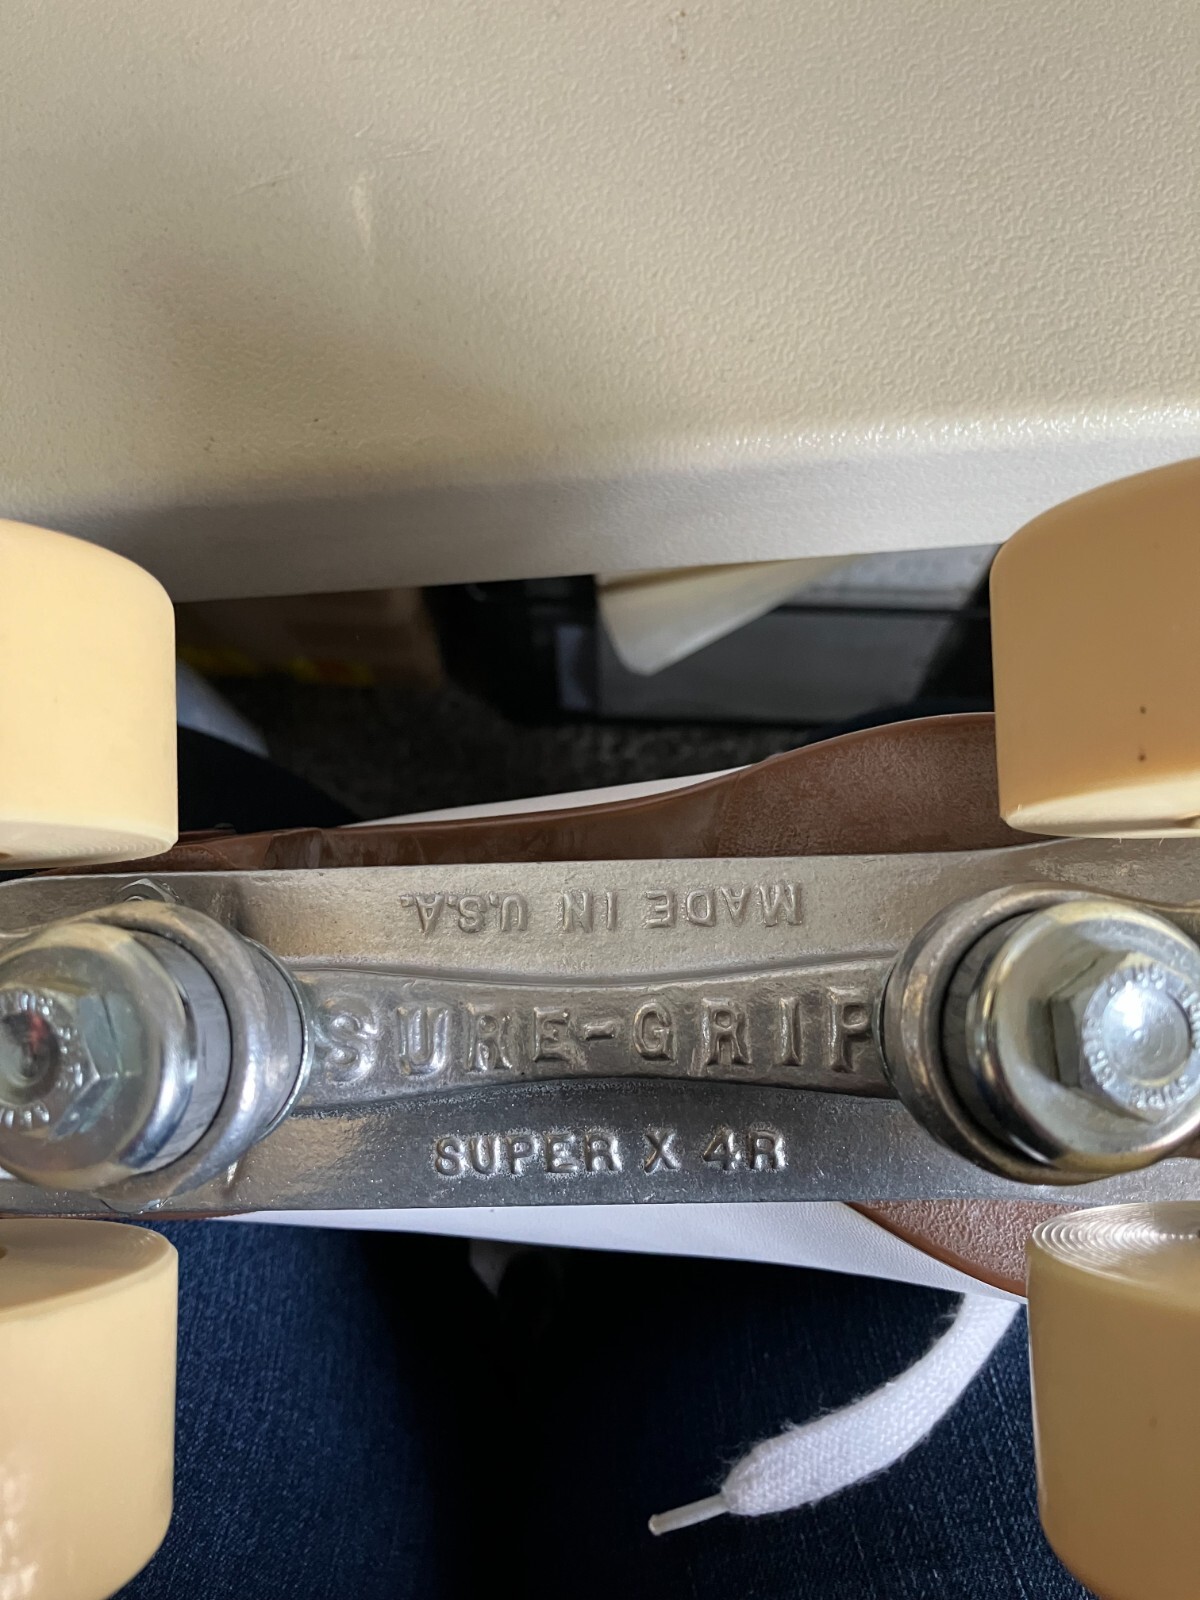 MADE IN U.S.A.
SURE-GRIP
SUPER X 4R